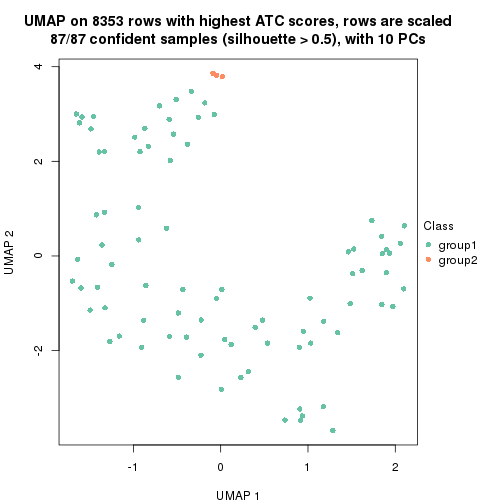 UMAP on 8353 rows with highest ATC scores, rows are scaled
87/87 confident samples (silhouette > 0.5), with 10 PCs
4
2
0
-2
UMAP 2
-1
0
1
2
UMAP 1
Class
group1
group2